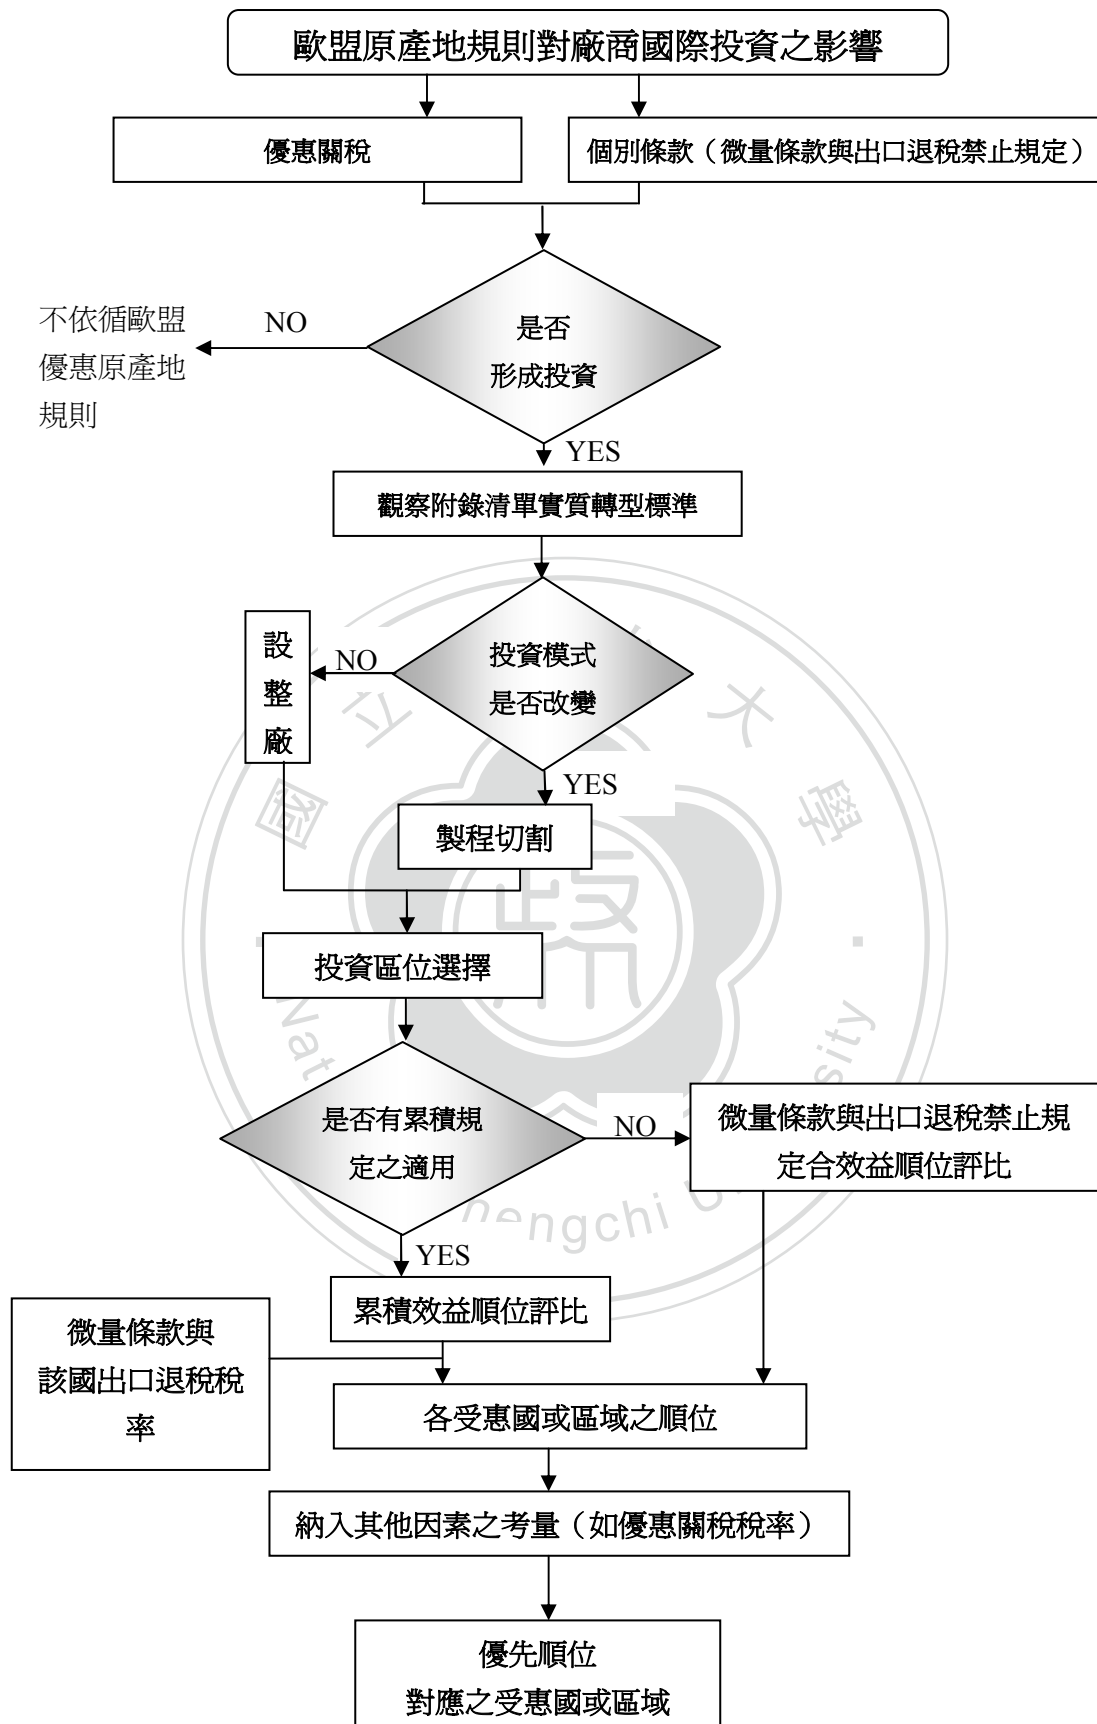 歐盟原產地規則對廠商國際投資之影響
優惠關稅
個別條款（微量條款與出口退稅禁止規定）
是否
形成投資
NO
不依循歐盟
優惠原產地
規則
YES
觀察附錄清單實質轉型標準
投資模式
是否改變
NO
設
整
廠
YES
製程切割
投資區位選擇
是否有累積規
定之適用
NO
微量條款與出口退稅禁止規
定合效益順位評比
YES
累積效益順位評比
微量條款與
該國出口退稅稅
率
各受惠國或區域之順位
納入其他因素之考量（如優惠關稅稅率）
優先順位
對應之受惠國或區域
國立
大學
Nat
engchi U
sity